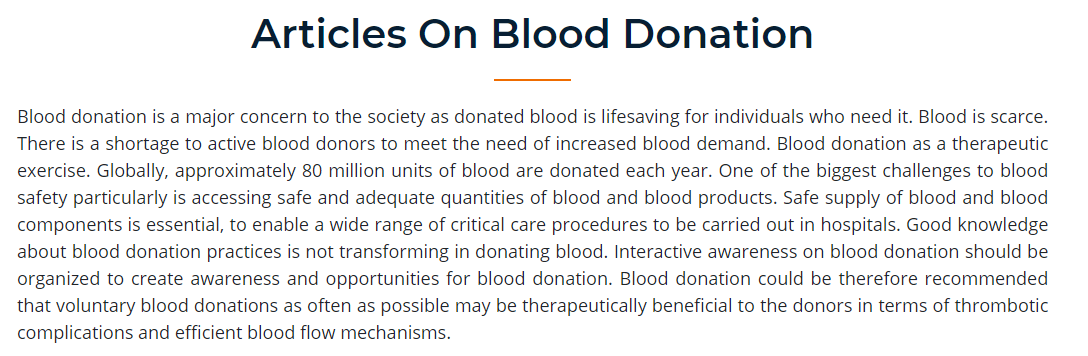 Articles On Blood Donation
Blood donation is a major concern to the society as donated blood is lifesaving for individuals who need it. Blood is scarce.
There is a shortage to active blood donors to meet the need of increased blood demand. Blood donation as a therapeutic
exercise. Globally, approximately 80 million units of blood are donated each year. One of the biggest challenges to blood
safety particularly is accessing safe and adequate quantities of blood and blood products. Safe supply of blood and blood
components is essential, to enable a wide range of critical care procedures to be carried out in hospitals. Good knowledge
about blood donation practices is not transforming in donating blood. Interactive awareness on blood donation should be
organized to create awareness and opportunities for blood donation. Blood donation could be therefore recommended
that voluntary blood donations as often as possible may be therapeutically beneficial to the donors in terms of thrombotic
complications and efficient blood flow mechanisms.